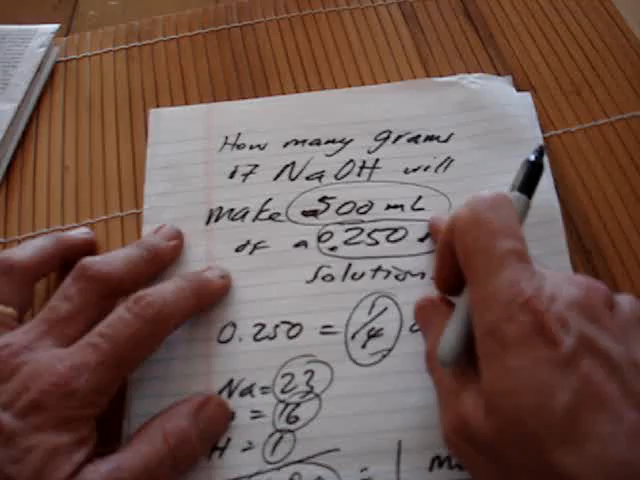 How many grams
of NaOH will
make 500 mL
of a 0.250
solution
0.250 = 1/4
Na = 23
= 16
H = 1